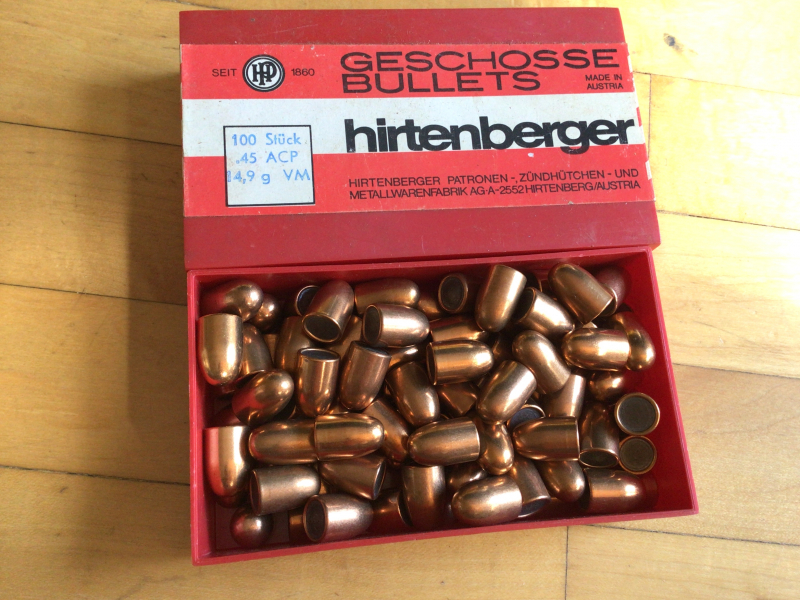 SEIT HP 1860
GESCHOSSE
BULLETS
MADE IN
AUSTRIA
hirtenberger
100 Stück
.45 ACP
14,9 g VM
HIRTENBERGER PATRONEN-, ZÜNDHÜTCHEN- UND
METALLWARENFABRIK AG·A-2552 HIRTENBERG/AUSTRIA